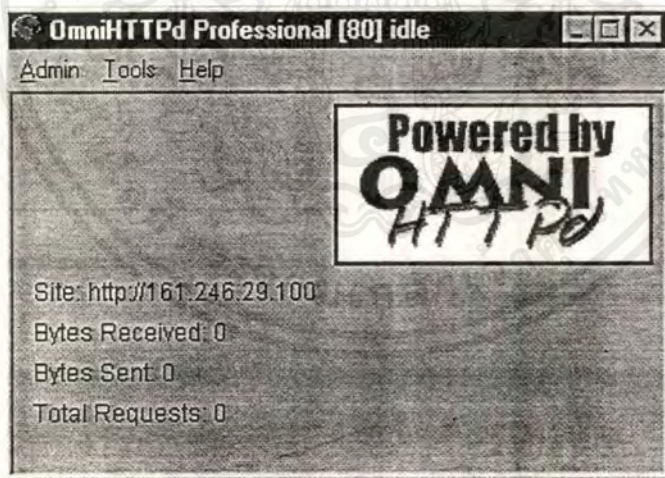 OmniHTTPd Professional [80] idle
Admin Tools Help
Powered by
OMNI
HTTPd
Site: http://161.246.29.100
Bytes Received: 0
Bytes Sent: 0
Total Requests: 0